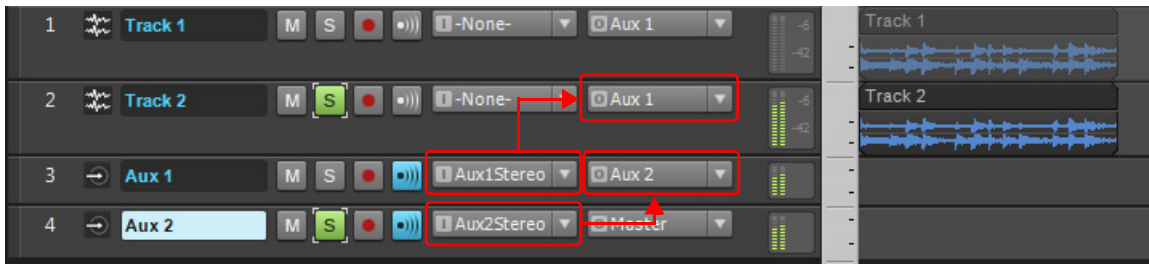 1 Track 1 M S I -None- O Aux 1 -6 -42 Track 1
2 Track 2 M S I -None- O Aux 1 -6 -42 Track 2
3 Aux 1 M S I Aux1Stereo O Aux 2
4 Aux 2 M S I Aux2Stereo O Master